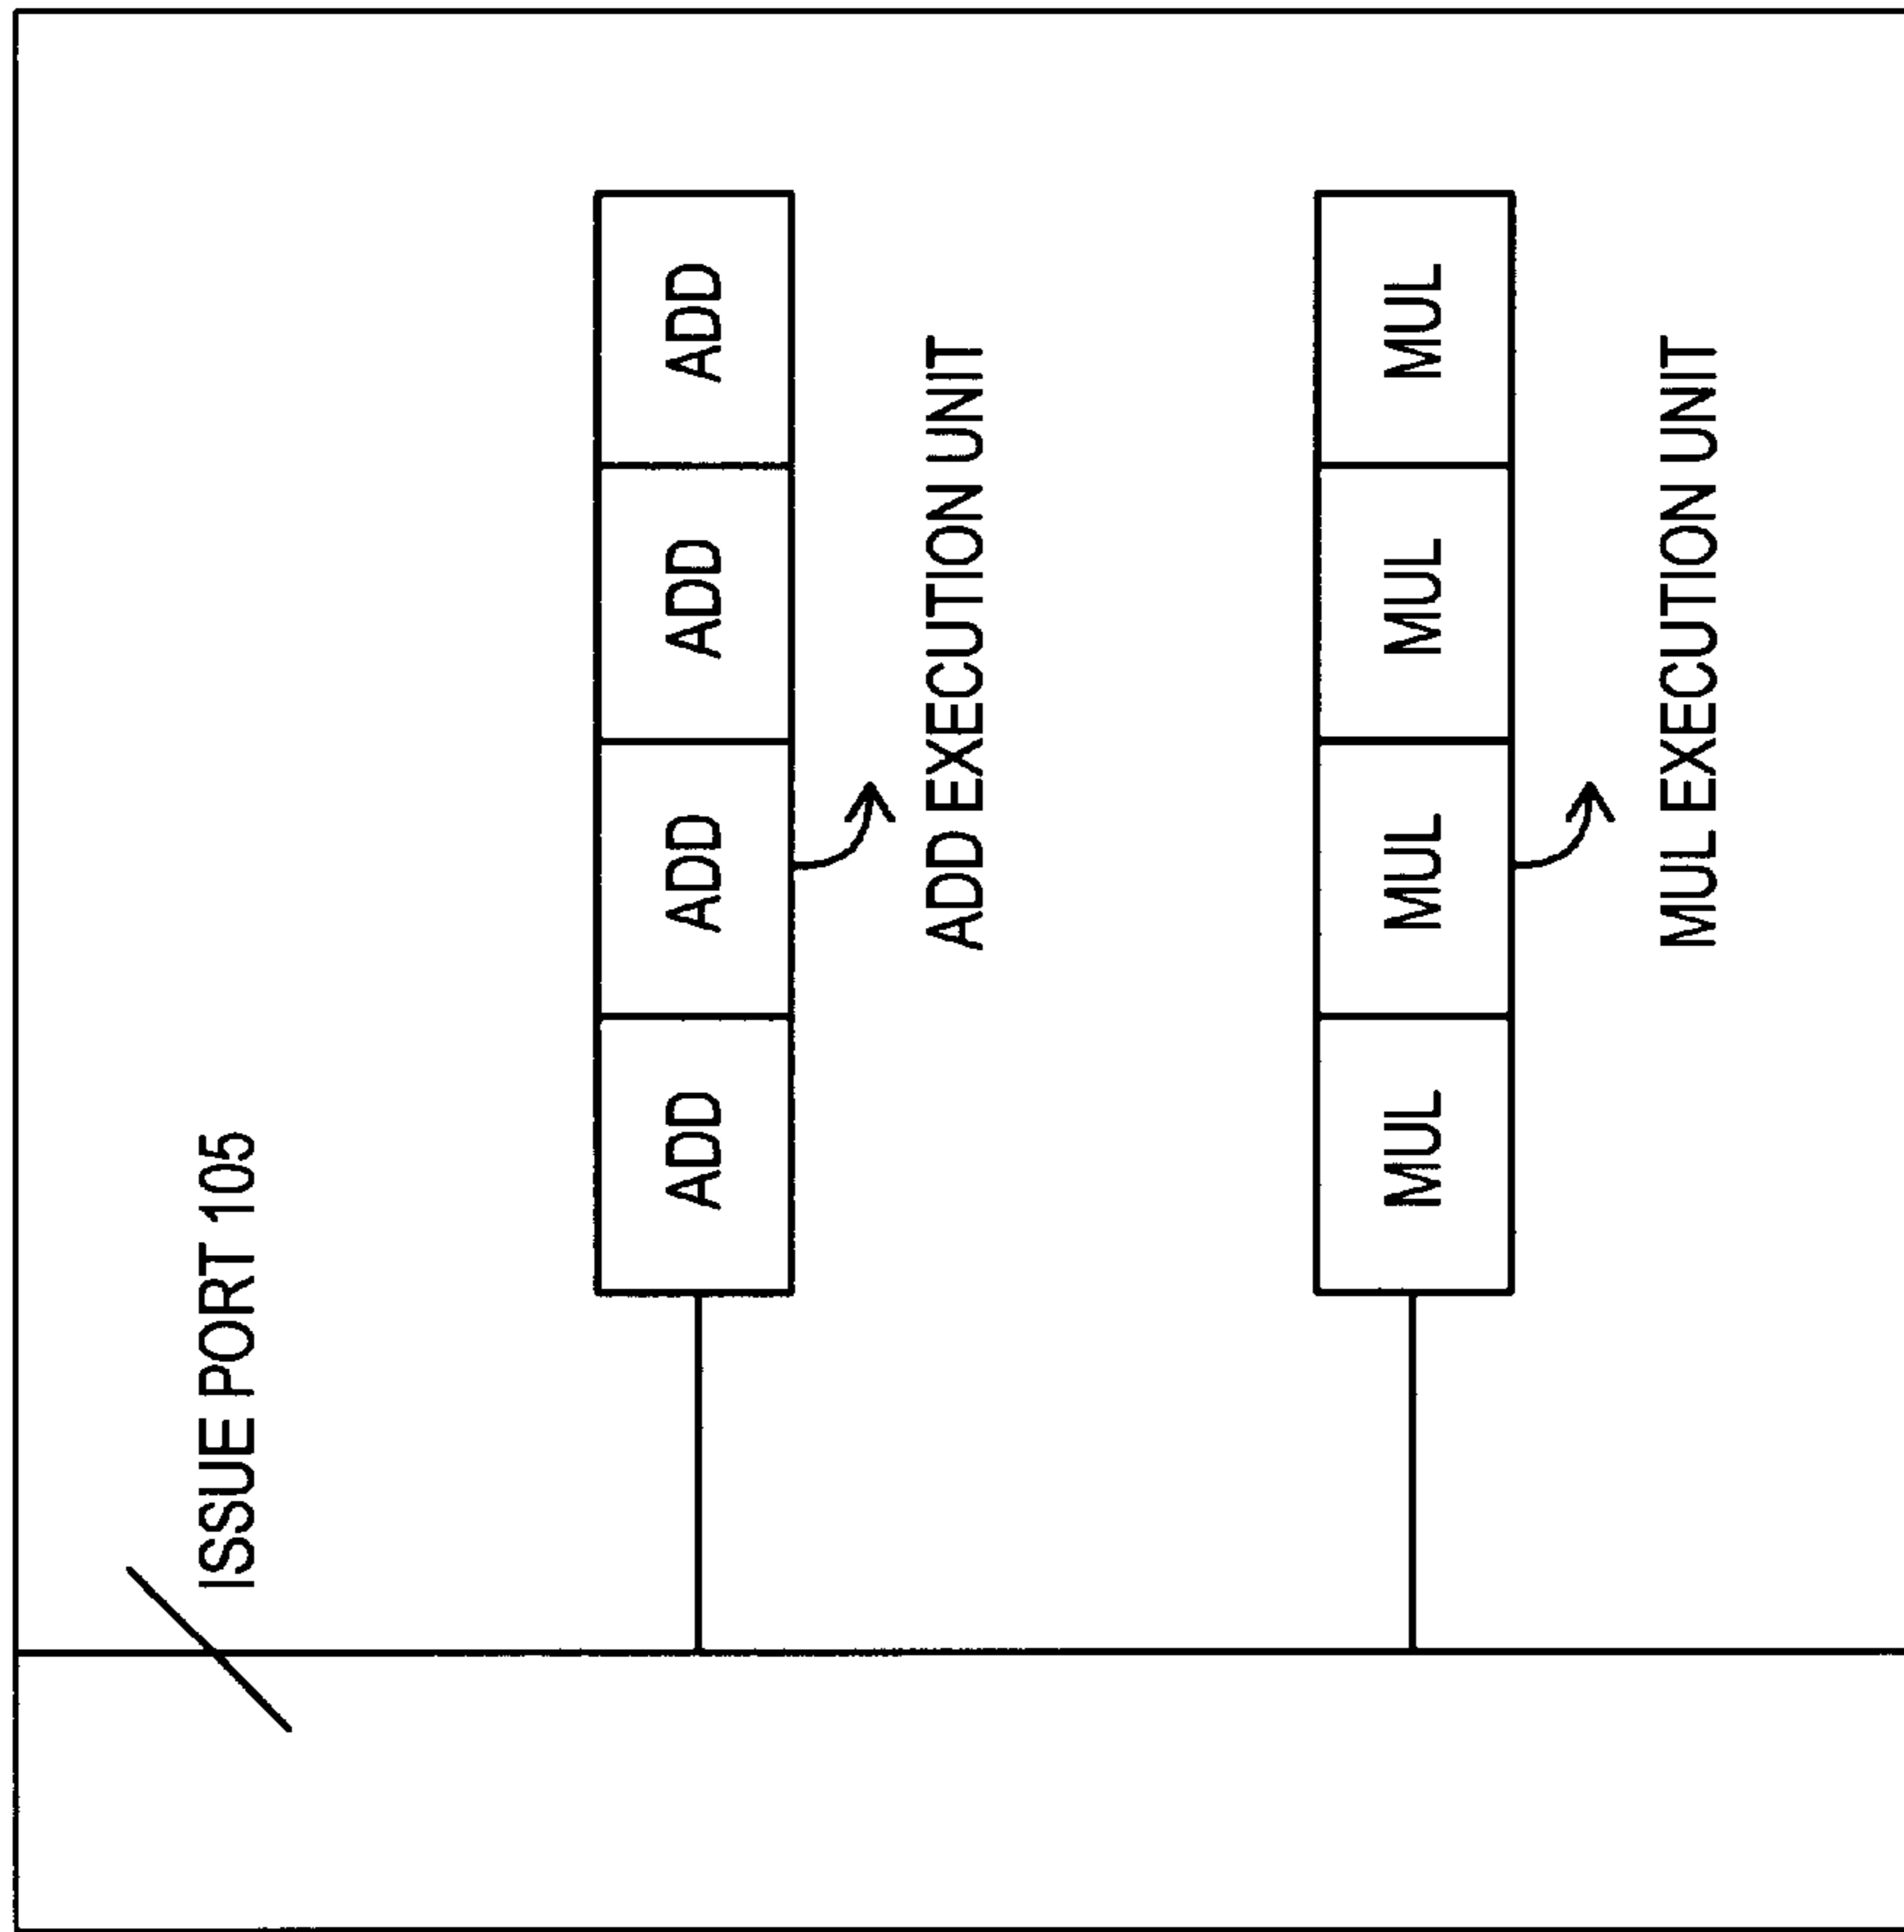 ISSUE PORT 105
ADD
ADD
ADD
ADD
ADD EXECUTION UNIT
MUL
MUL
MUL
MUL
MUL EXECUTION UNIT